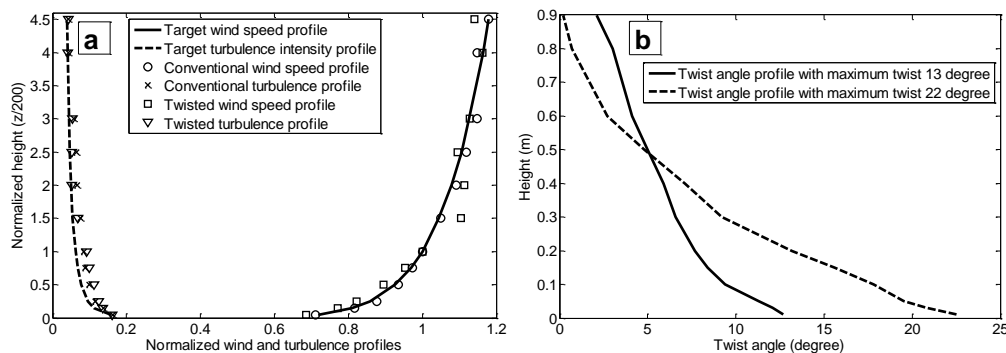 a
Target wind speed profile
Target turbulence intensity profile
Conventional wind speed profile
Conventional turbulence profile
Twisted wind speed profile
Twisted turbulence profile
Normalized height (z/200)
4.5
4
3.5
3
2.5
2
1.5
1
0.5
0
0 0.2 0.4 0.6 0.8 1 1.2
Normalized wind and turbulence profiles
b
Twist angle profile with maximum twist 13 degree
Twist angle profile with maximum twist 22 degree
Height (m)
0.9
0.8
0.7
0.6
0.5
0.4
0.3
0.2
0.1
0
0 5 10 15 20 25
Twist angle (degree)